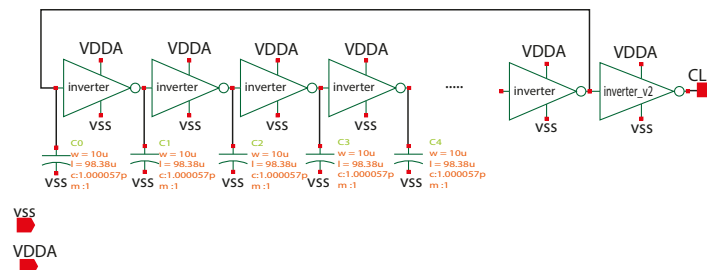 VDDA VDDA VDDA VDDA VDDA VDDA
inverter inverter inverter inverter ..... inverter inverter_v2 CL
vss vss vss vss vss vss
C0 C1 C2 C3 C4
w = 10u w = 10u w = 10u w = 10u w = 10u
l = 98.38u l = 98.38u l = 98.38u l = 98.38u l = 98.38u
vss c:1.000057p vss c:1.000057p vss c:1.000057p vss c:1.000057p vss c:1.000057p
m :1 m :1 m :1 m :1 m :1
vss
VDDA